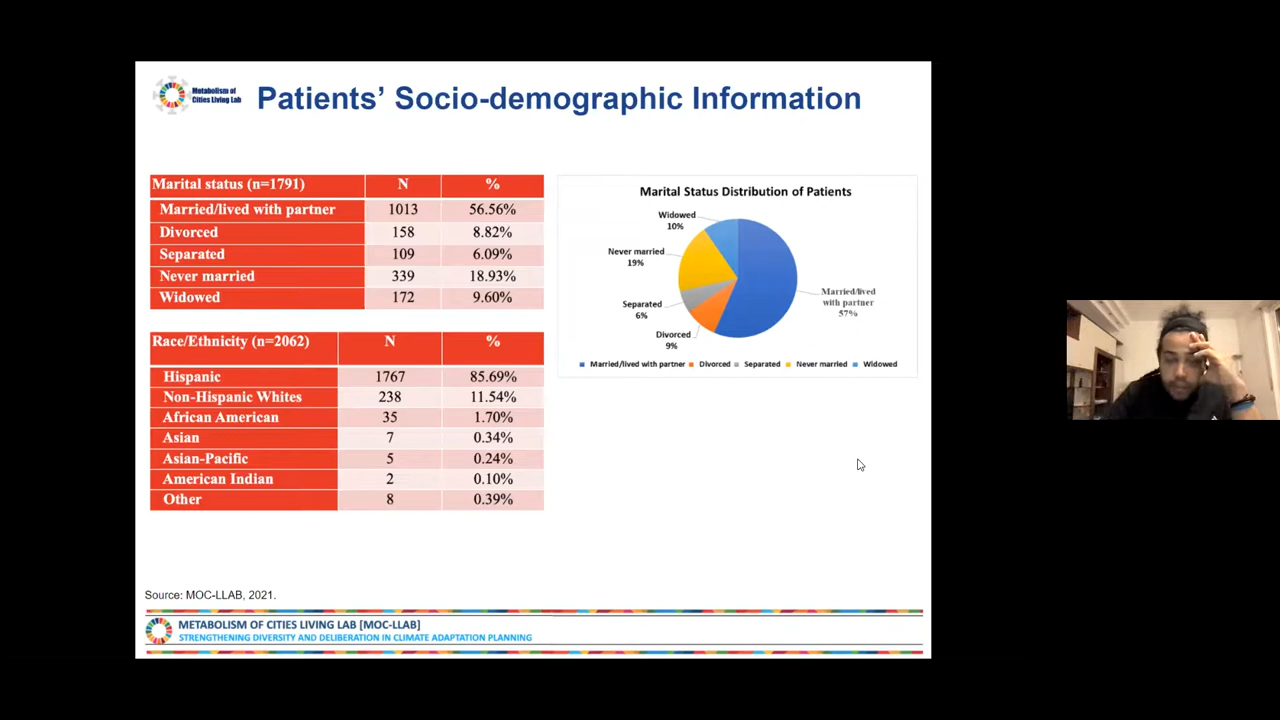 Metabolism of
Cities Living Lab
Patients' Socio-demographic Information
Marital status (n=1791) N %
Married/lived with partner 1013 56.56%
Divorced 158 8.82%
Separated 109 6.09%
Never married 339 18.93%
Widowed 172 9.60%
Race/Ethnicity (n=2062) N %
Hispanic 1767 85.69%
Non-Hispanic Whites 238 11.54%
African American 35 1.70%
Asian 7 0.34%
Asian-Pacific 5 0.24%
American Indian 2 0.10%
Other 8 0.39%
Marital Status Distribution of Patients
Widowed
10%
Never married
19%
Separated
6%
Divorced
9%
Married/lived
with partner
57%
Married/lived with partner Divorced Separated Never married Widowed
Source: MOC-LLAB, 2021.
METABOLISM OF CITIES LIVING LAB [MOC-LLAB]
STRENGTHENING DIVERSITY AND DELIBERATION IN CLIMATE ADAPTATION PLANNING